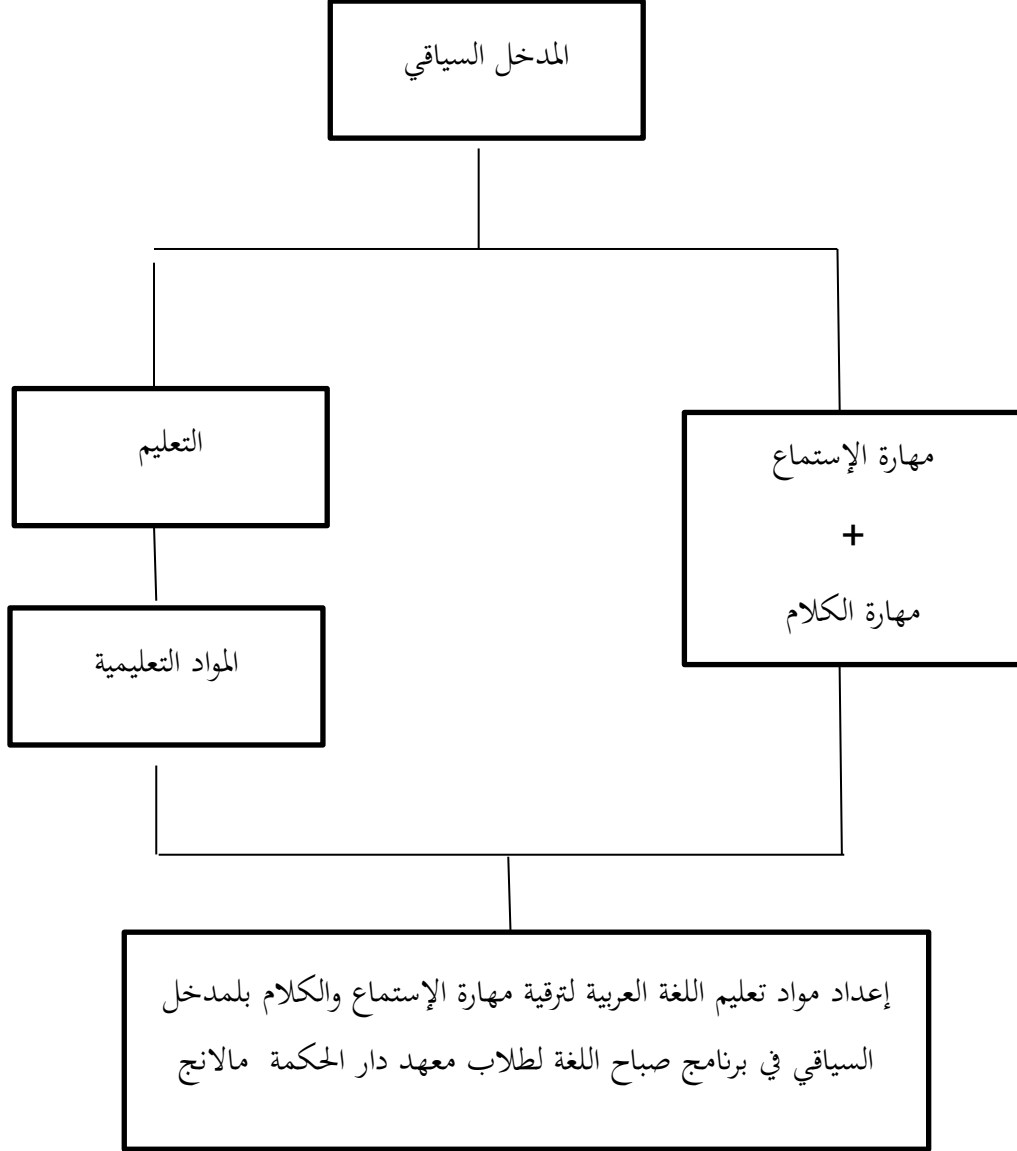 المدخل السياقي
التعليم
المواد التعليمية
مهارة الإستماع
+
مهارة الكلام
إعداد مواد تعليم اللغة العربية لترقية مهارة الإستماع والكلام بلمدخل
السياقي في برنامج صباح اللغة لطلاب معهد دار الحكمة مالانج